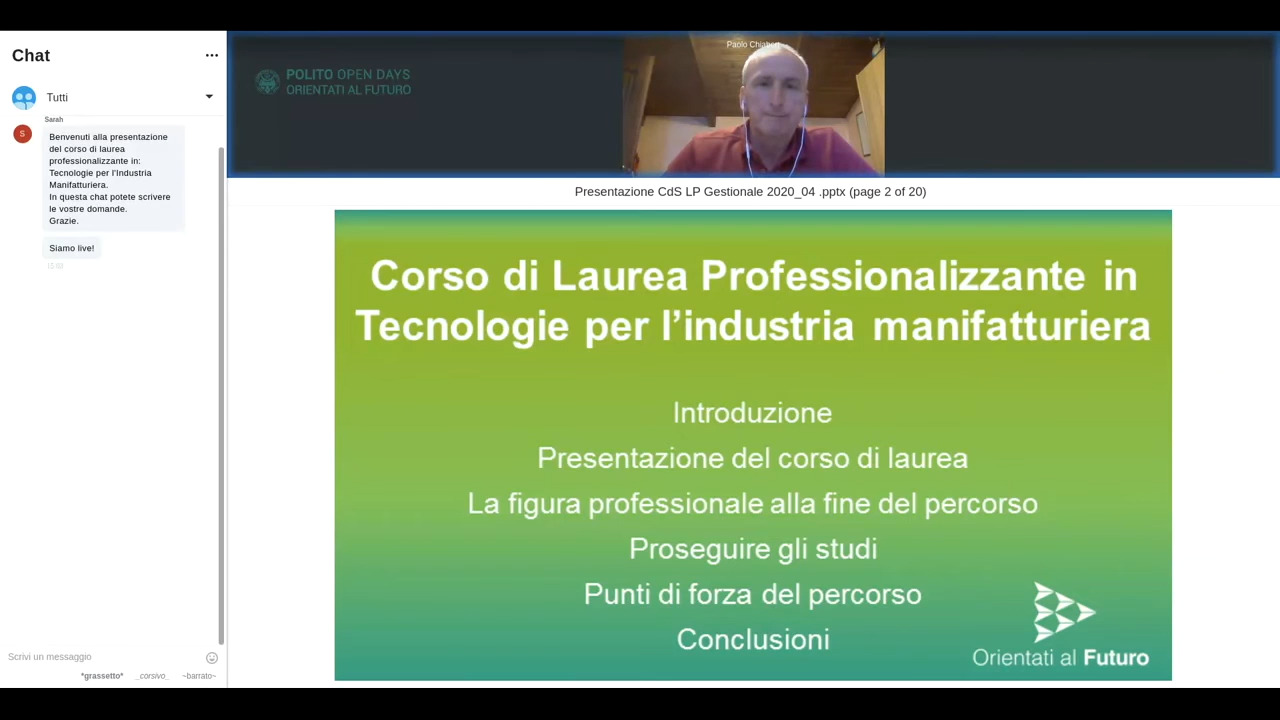 Chat
Tutti
Sarah
S
Benvenuti alla presentazione
del corso di laurea
professionalizzante in:
Tecnologie per l'Industria
Manifatturiera.
In questa chat potete scrivere
le vostre domande.
Grazie.
Siamo live!
Scrivi un messaggio
*grassetto* _corsivo_ ~barrato~
POLITO OPEN DAYS
ORIENTATI AL FUTURO
Paolo
Presentazione CdS LP Gestionale 2020_04 .pptx (page 2 of 20)
Corso di Laurea Professionalizzante in
Tecnologie per l’industria manifatturiera
Introduzione
Presentazione del corso di laurea
La figura professionale alla fine del percorso
Proseguire gli studi
Punti di forza del percorso
Conclusioni
Orientati al Futuro